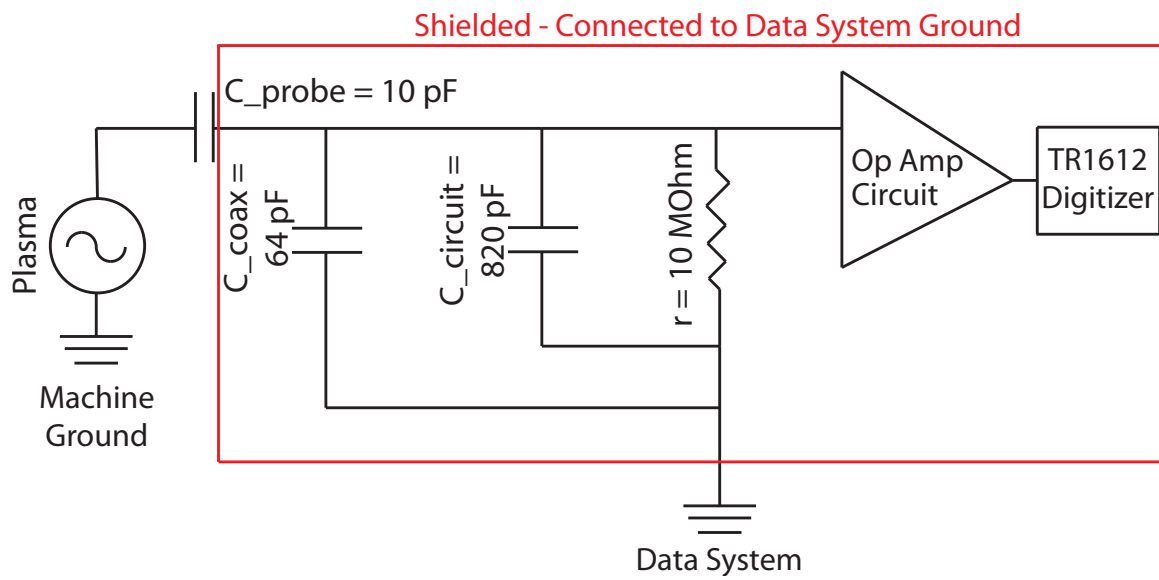 Shielded - Connected to Data System Ground
C_probe = 10 pF
Plasma
Machine
Ground
C_coax =
64 pF
C_circuit =
820 pF
r = 10 MOhm
Op Amp
Circuit
TR1612
Digitizer
Data System